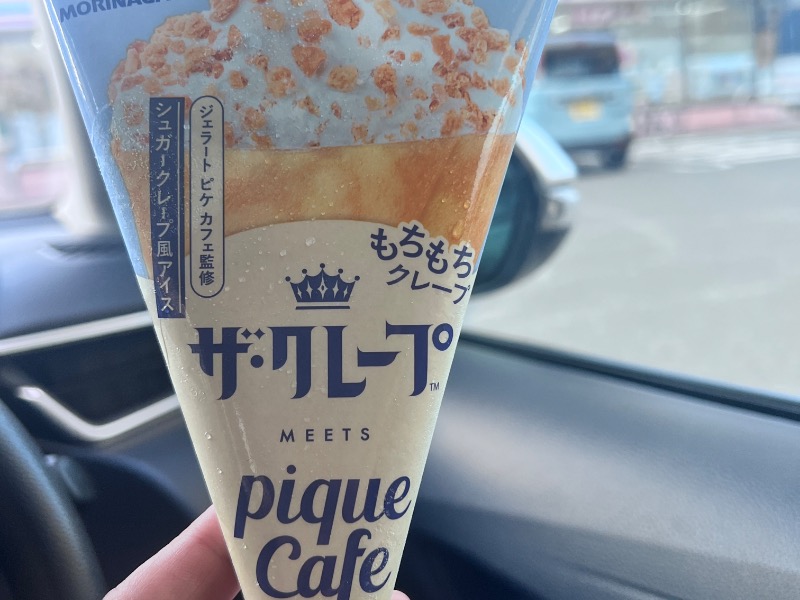 MORINAGA
シュガークレープ風アイス
ジェラート ピケ カフェ監修
もちもち
クレープ
ザ・クレープ™
MEETS
pique
Cafe